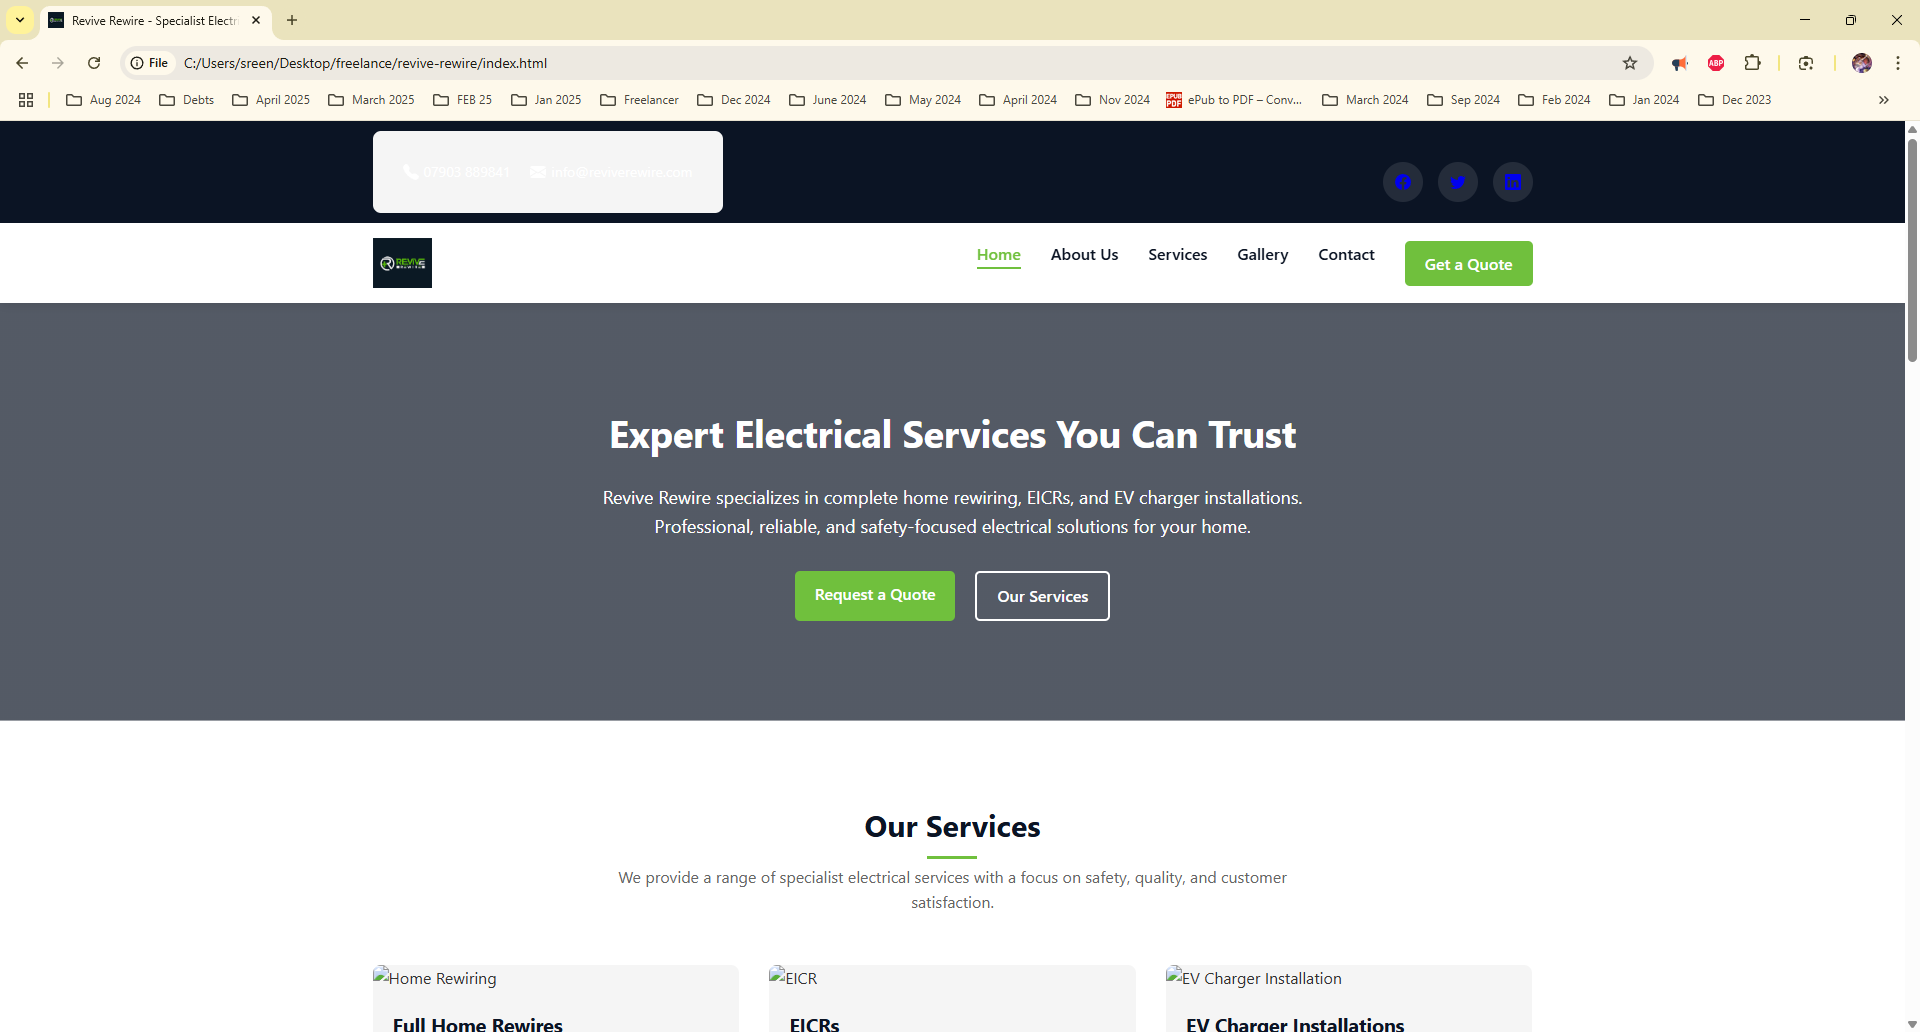 Revive Rewire - Specialist Electr
File
C:/Users/sreen/Desktop/freelance/revive-rewire/index.html
ABP
Aug 2024
Debts
April 2025
March 2025
FEB 25
Jan 2025
Freelancer
Dec 2024
June 2024
May 2024
April 2024
Nov 2024
EPUB
PDF
ePub to PDF – Conv...
March 2024
Sep 2024
Feb 2024
Jan 2024
Dec 2023
07903 889841
info@reviverewire.com
REVIVE
REWIRE
Home
About Us
Services
Gallery
Contact
Get a Quote
Expert Electrical Services You Can Trust
Revive Rewire specializes in complete home rewiring, EICRs, and EV charger installations.
Professional, reliable, and safety-focused electrical solutions for your home.
Request a Quote
Our Services
Our Services
We provide a range of specialist electrical services with a focus on safety, quality, and customer
satisfaction.
Home Rewiring
EICR
EV Charger Installation
Full Home Rewires
EICRs
EV Charger Installations